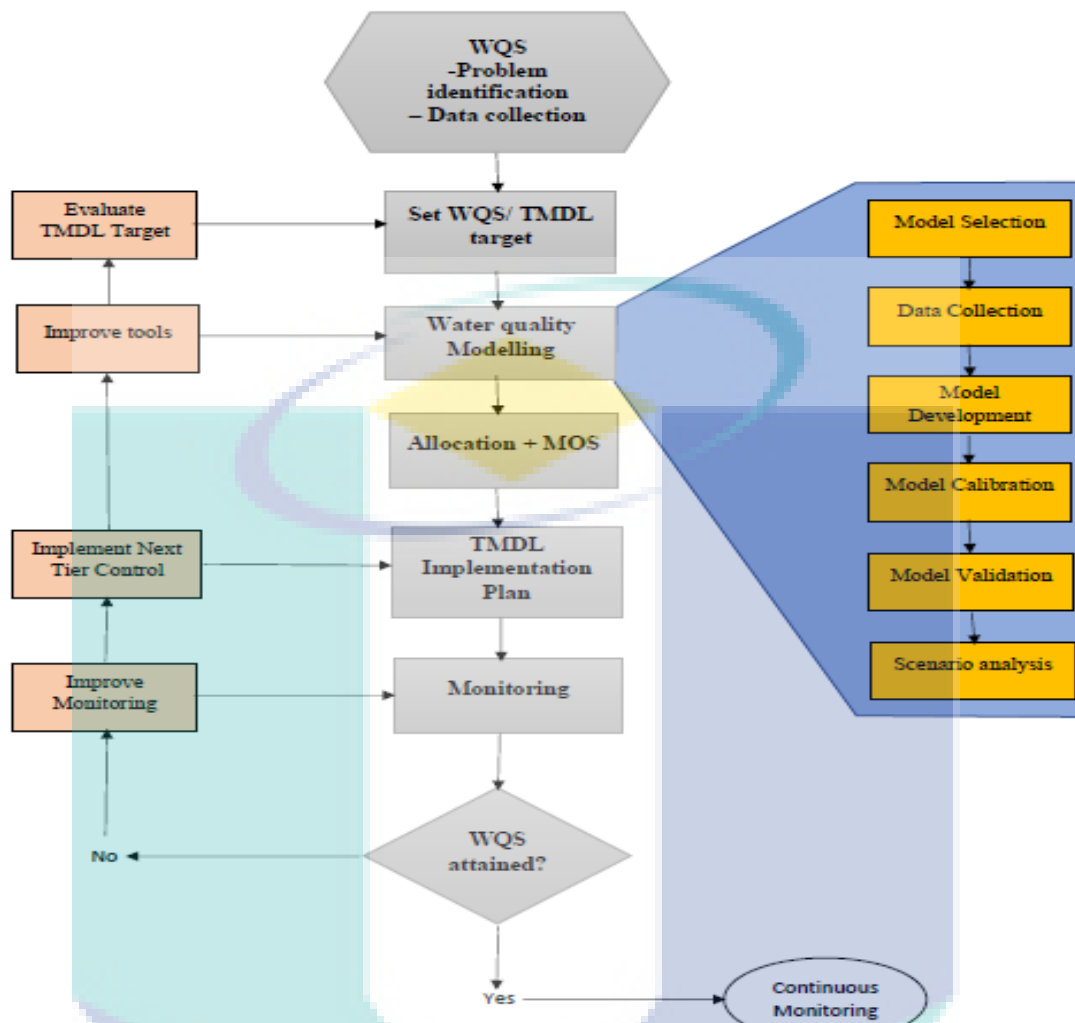 WQS
-Problem
identification
– Data collection
Evaluate
TMDL Target
Set WQS/ TMDL
target
Improve tools
Water quality
Modelling
Allocation + MOS
Implement Next
Tier Control
TMDL
Implementation
Plan
Improve
Monitoring
Monitoring
WQS
attained?
No
Yes
Continuous
Monitoring
Model Selection
Data Collection
Model
Development
Model Calibration
Model Validation
Scenario analysis